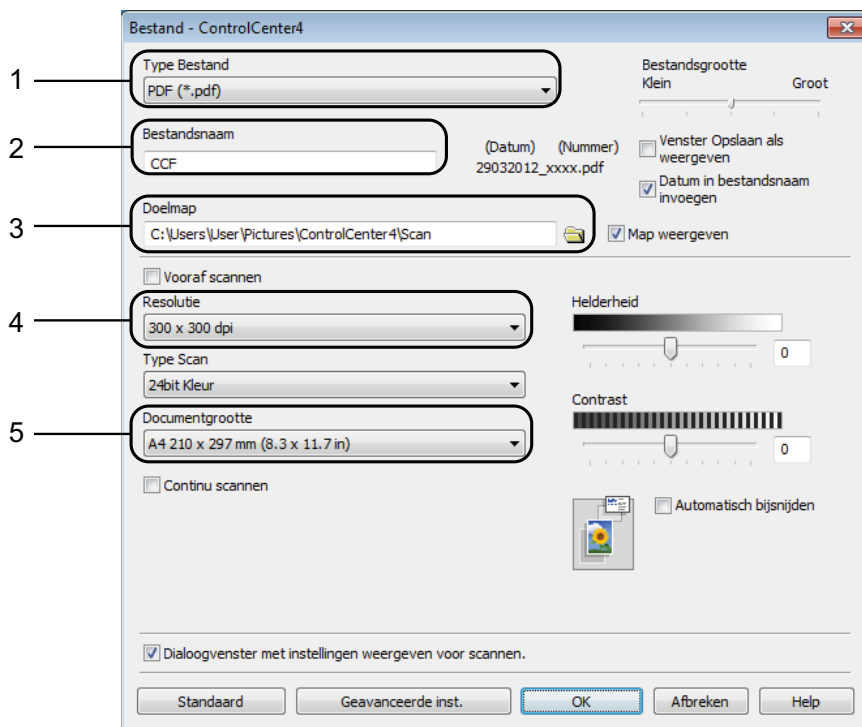 Bestand - ControlCenter4
1
Type Bestand
PDF (*.pdf)
Bestandsgrootte
Klein Groot
2
Bestandsnaam
CCF
(Datum) (Nummer)
29032012_xxxx.pdf
Venster Opslaan als
weergeven
Datum in bestandsnaam
invoegen
3
Doelmap
C:\Users\User\Pictures\ControlCenter4\Scan
Map weergeven
Vooraf scannen
4
Resolutie
300 x 300 dpi
Helderheid
0
Type Scan
24bit Kleur
5
Documentgrootte
A4 210 x 297 mm (8.3 x 11.7 in)
Contrast
0
Continu scannen
Automatisch bijsnijden
Dialoogvenster met instellingen weergeven voor scannen.
Standaard Geavanceerde inst. OK Afbreken Help